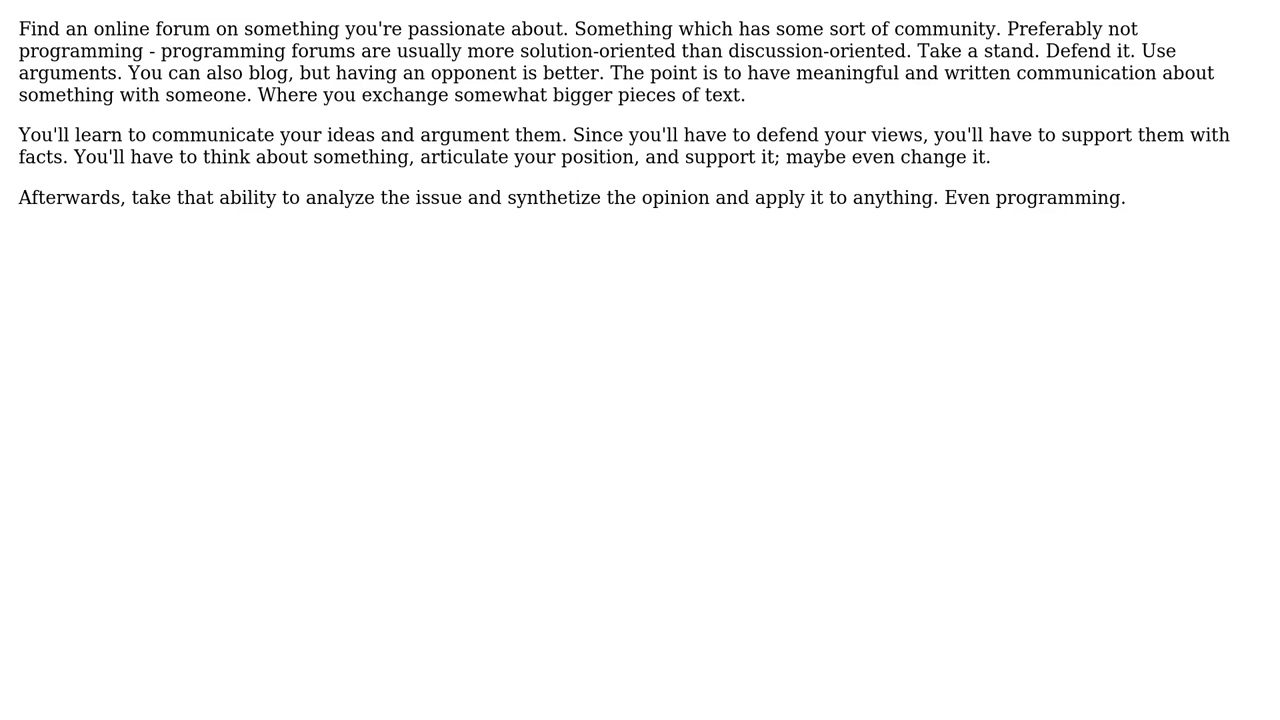 Find an online forum on something you're passionate about. Something which has some sort of community. Preferably not
programming - programming forums are usually more solution-oriented than discussion-oriented. Take a stand. Defend it. Use
arguments. You can also blog, but having an opponent is better. The point is to have meaningful and written communication about
something with someone. Where you exchange somewhat bigger pieces of text.
You'll learn to communicate your ideas and argument them. Since you'll have to defend your views, you'll have to support them with
facts. You'll have to think about something, articulate your position, and support it; maybe even change it.
Afterwards, take that ability to analyze the issue and synthetize the opinion and apply it to anything. Even programming.